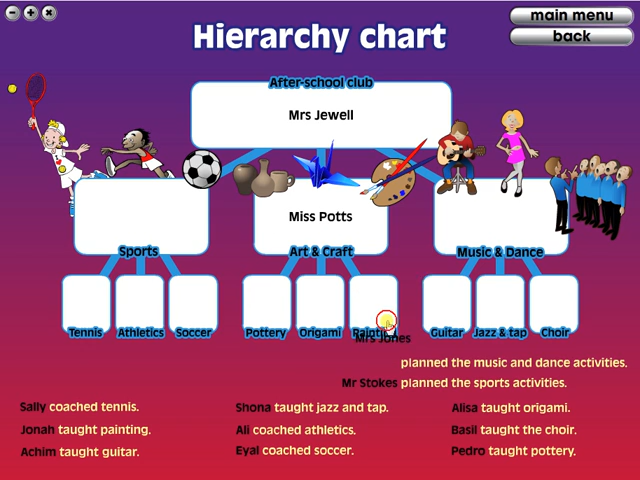 main menu
back
Hierarchy chart
After-school club
Mrs Jewell
Miss Potts
Sports
Art & Craft
Music & Dance
Tennis
Athletics
Soccer
Pottery
Origami
Painting
Guitar
Jazz & tap
Choir
Mrs Jones
planned the music and dance activities.
Mr Stokes planned the sports activities.
Sally coached tennis.
Shona taught jazz and tap.
Alisa taught origami.
Jonah taught painting.
Ali coached athletics.
Basil taught the choir.
Achim taught guitar.
Eyal coached soccer.
Pedro taught pottery.